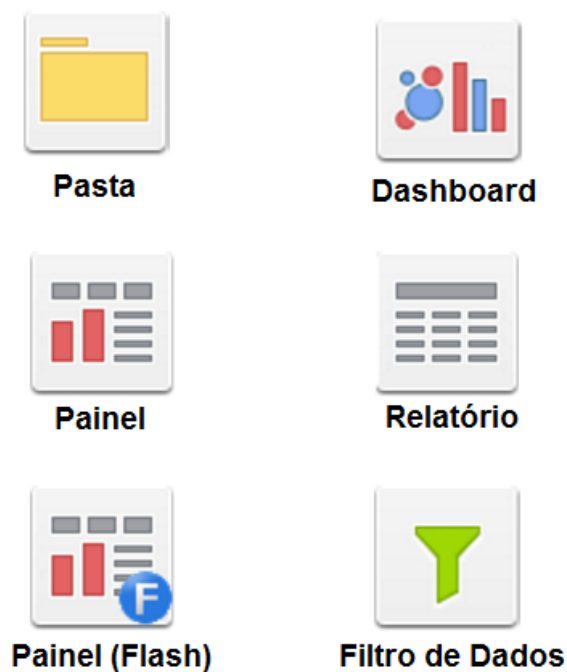 Pasta
Dashboard
Painel
Relatório
F
Painel (Flash)
Filtro de Dados